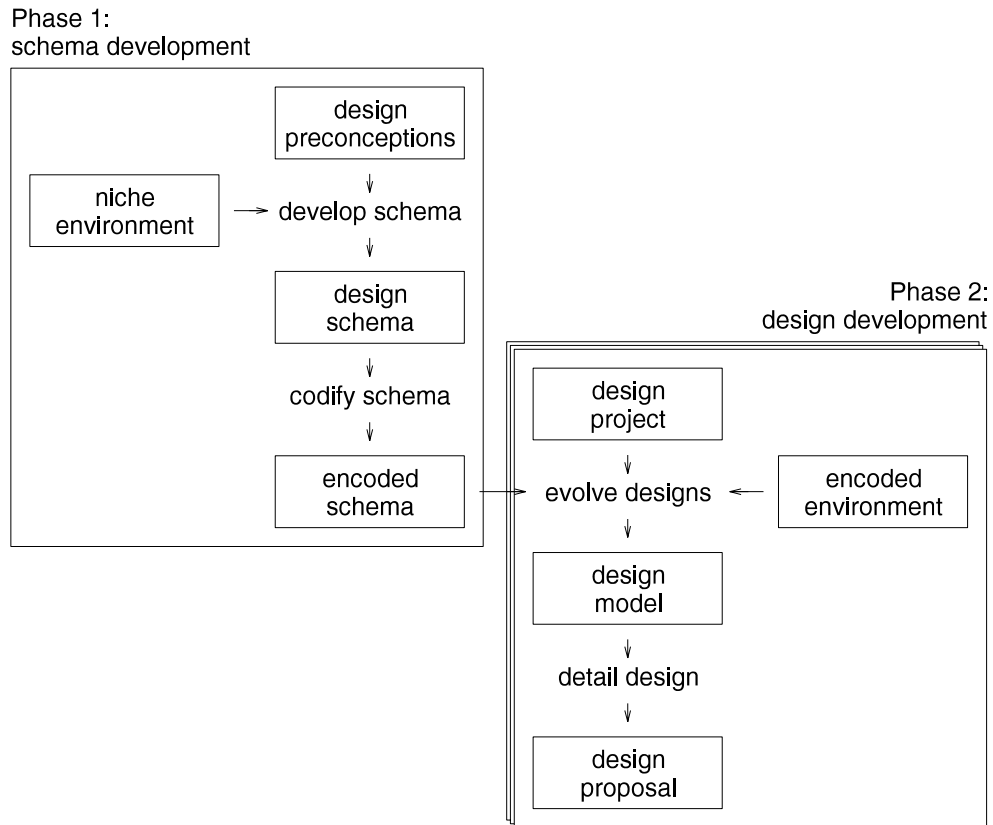 Phase 1:
schema development
design
preconceptions
niche
environment
develop schema
design
schema
codify schema
encoded
schema
Phase 2:
design development
design
project
evolve designs
encoded
environment
design
model
detail design
design
proposal